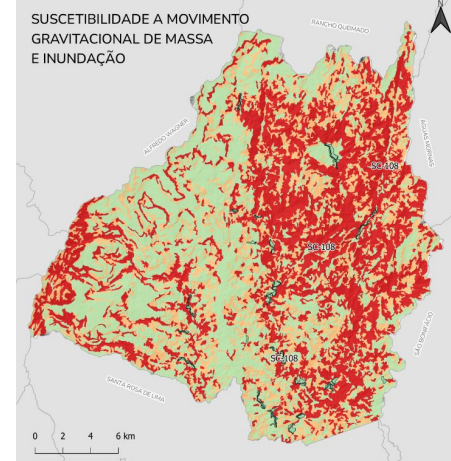 SUSCETIBILIDADE A MOVIMENTO
GRAVITACIONAL DE MASSA
E INUNDAÇÃO
RANCHO QUEIMADO
ALFREDO WAGNER
ÁGUAS MORNAS
SC-108
SC-108
SÃO BONIFÁCIO
SC-108
SANTA ROSA DE LIMA
0 2 4 6 km